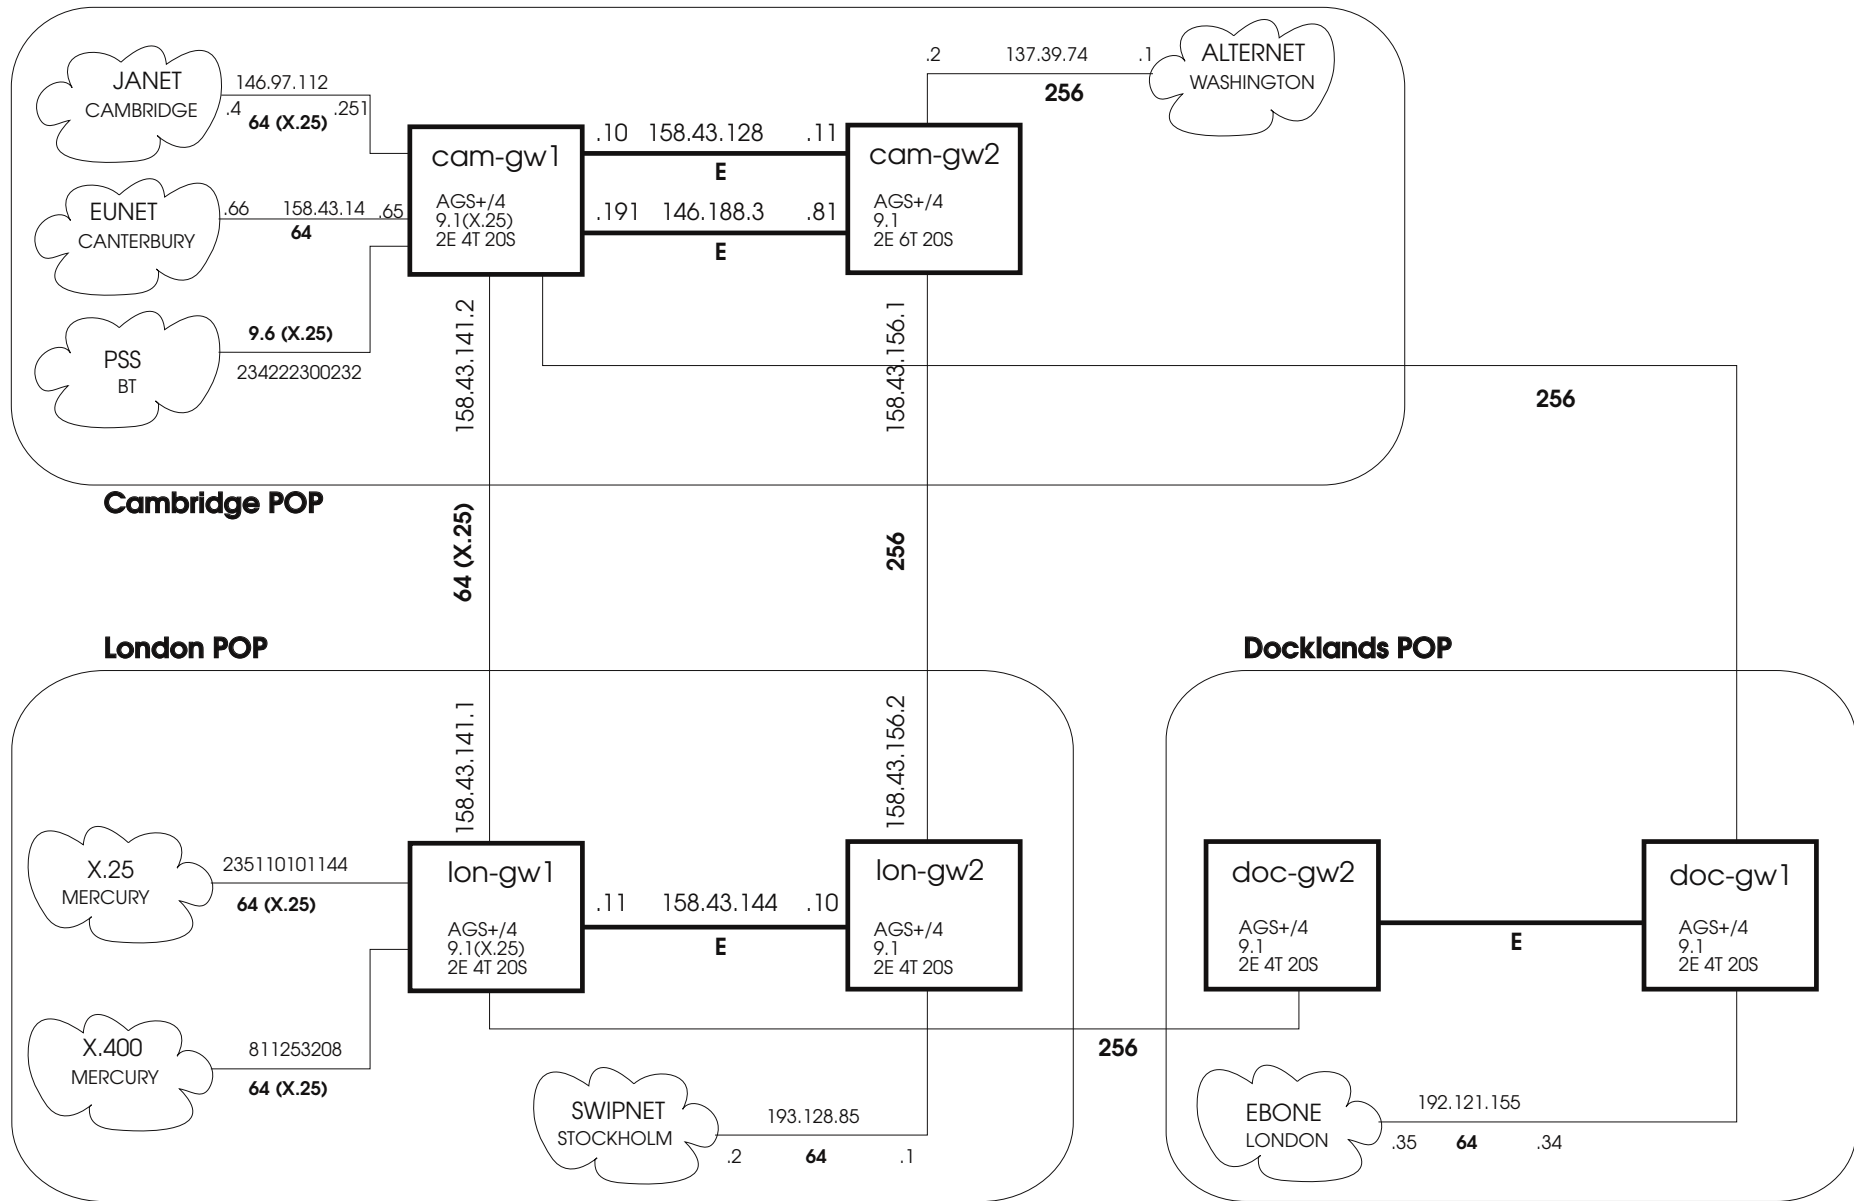 JANET
CAMBRIDGE
146.97.112
.4
64 (X.25)
.251
EUNET
CANTERBURY
.66
158.43.14
.65
64
PSS
BT
9.6 (X.25)
234222300232
cam-gw1
AGS+/4
9.1(X.25)
2E 4T 20S
.10 158.43.128 .11
E
.191 146.188.3 .81
E
cam-gw2
AGS+/4
9.1
2E 6T 20S
.2 137.39.74 .1
256
ALTERNET
WASHINGTON
158.43.141.2
158.43.156.1
256
Cambridge POP
64 (X.25)
256
London POP
Docklands POP
158.43.141.1
158.43.156.2
X.25
MERCURY
235110101144
64 (X.25)
X.400
MERCURY
811253208
64 (X.25)
lon-gw1
AGS+/4
9.1(X.25)
2E 4T 20S
.11 158.43.144 .10
E
lon-gw2
AGS+/4
9.1
2E 4T 20S
256
SWIPNET
STOCKHOLM
193.128.85
.2 64 .1
doc-gw2
AGS+/4
9.1
2E 4T 20S
E
doc-gw1
AGS+/4
9.1
2E 4T 20S
EBONE
LONDON
192.121.155
.35 64 .34